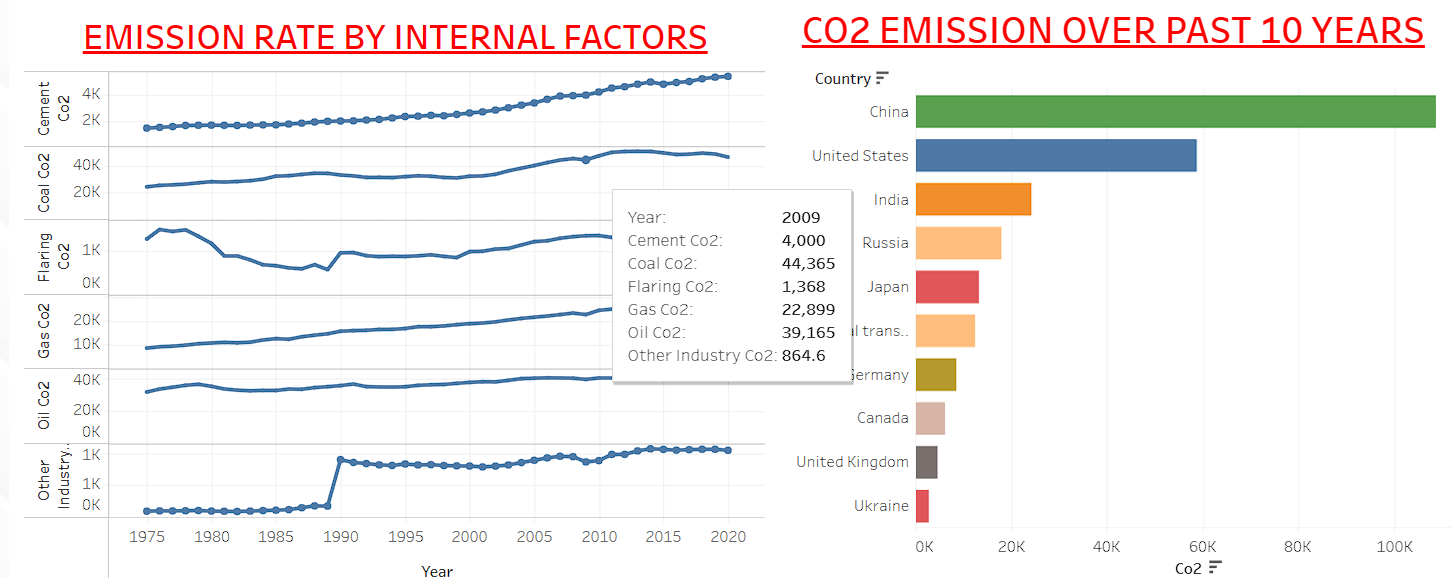 EMISSION RATE BY INTERNAL FACTORS
Cement
Co2
4K
2K
Coal Co2
40K
20K
Flaring
Co2
1K
0K
Gas Co2
20K
10K
Oil Co2
40K
20K
0K
Other
Industry..
1K
1K
0K
1975 1980 1985 1990 1995 2000 2005 2010 2015 2020
Year
Year: 2009
Cement Co2: 4,000
Coal Co2: 44,365
Flaring Co2: 1,368
Gas Co2: 22,899
Oil Co2: 39,165
Other Industry Co2: 864.6
CO2 EMISSION OVER PAST 10 YEARS
Country
China
United States
India
Russia
Japan
trans..
Canada
United Kingdom
Ukraine
0K 20K 40K 60K 80K 100K
Co2